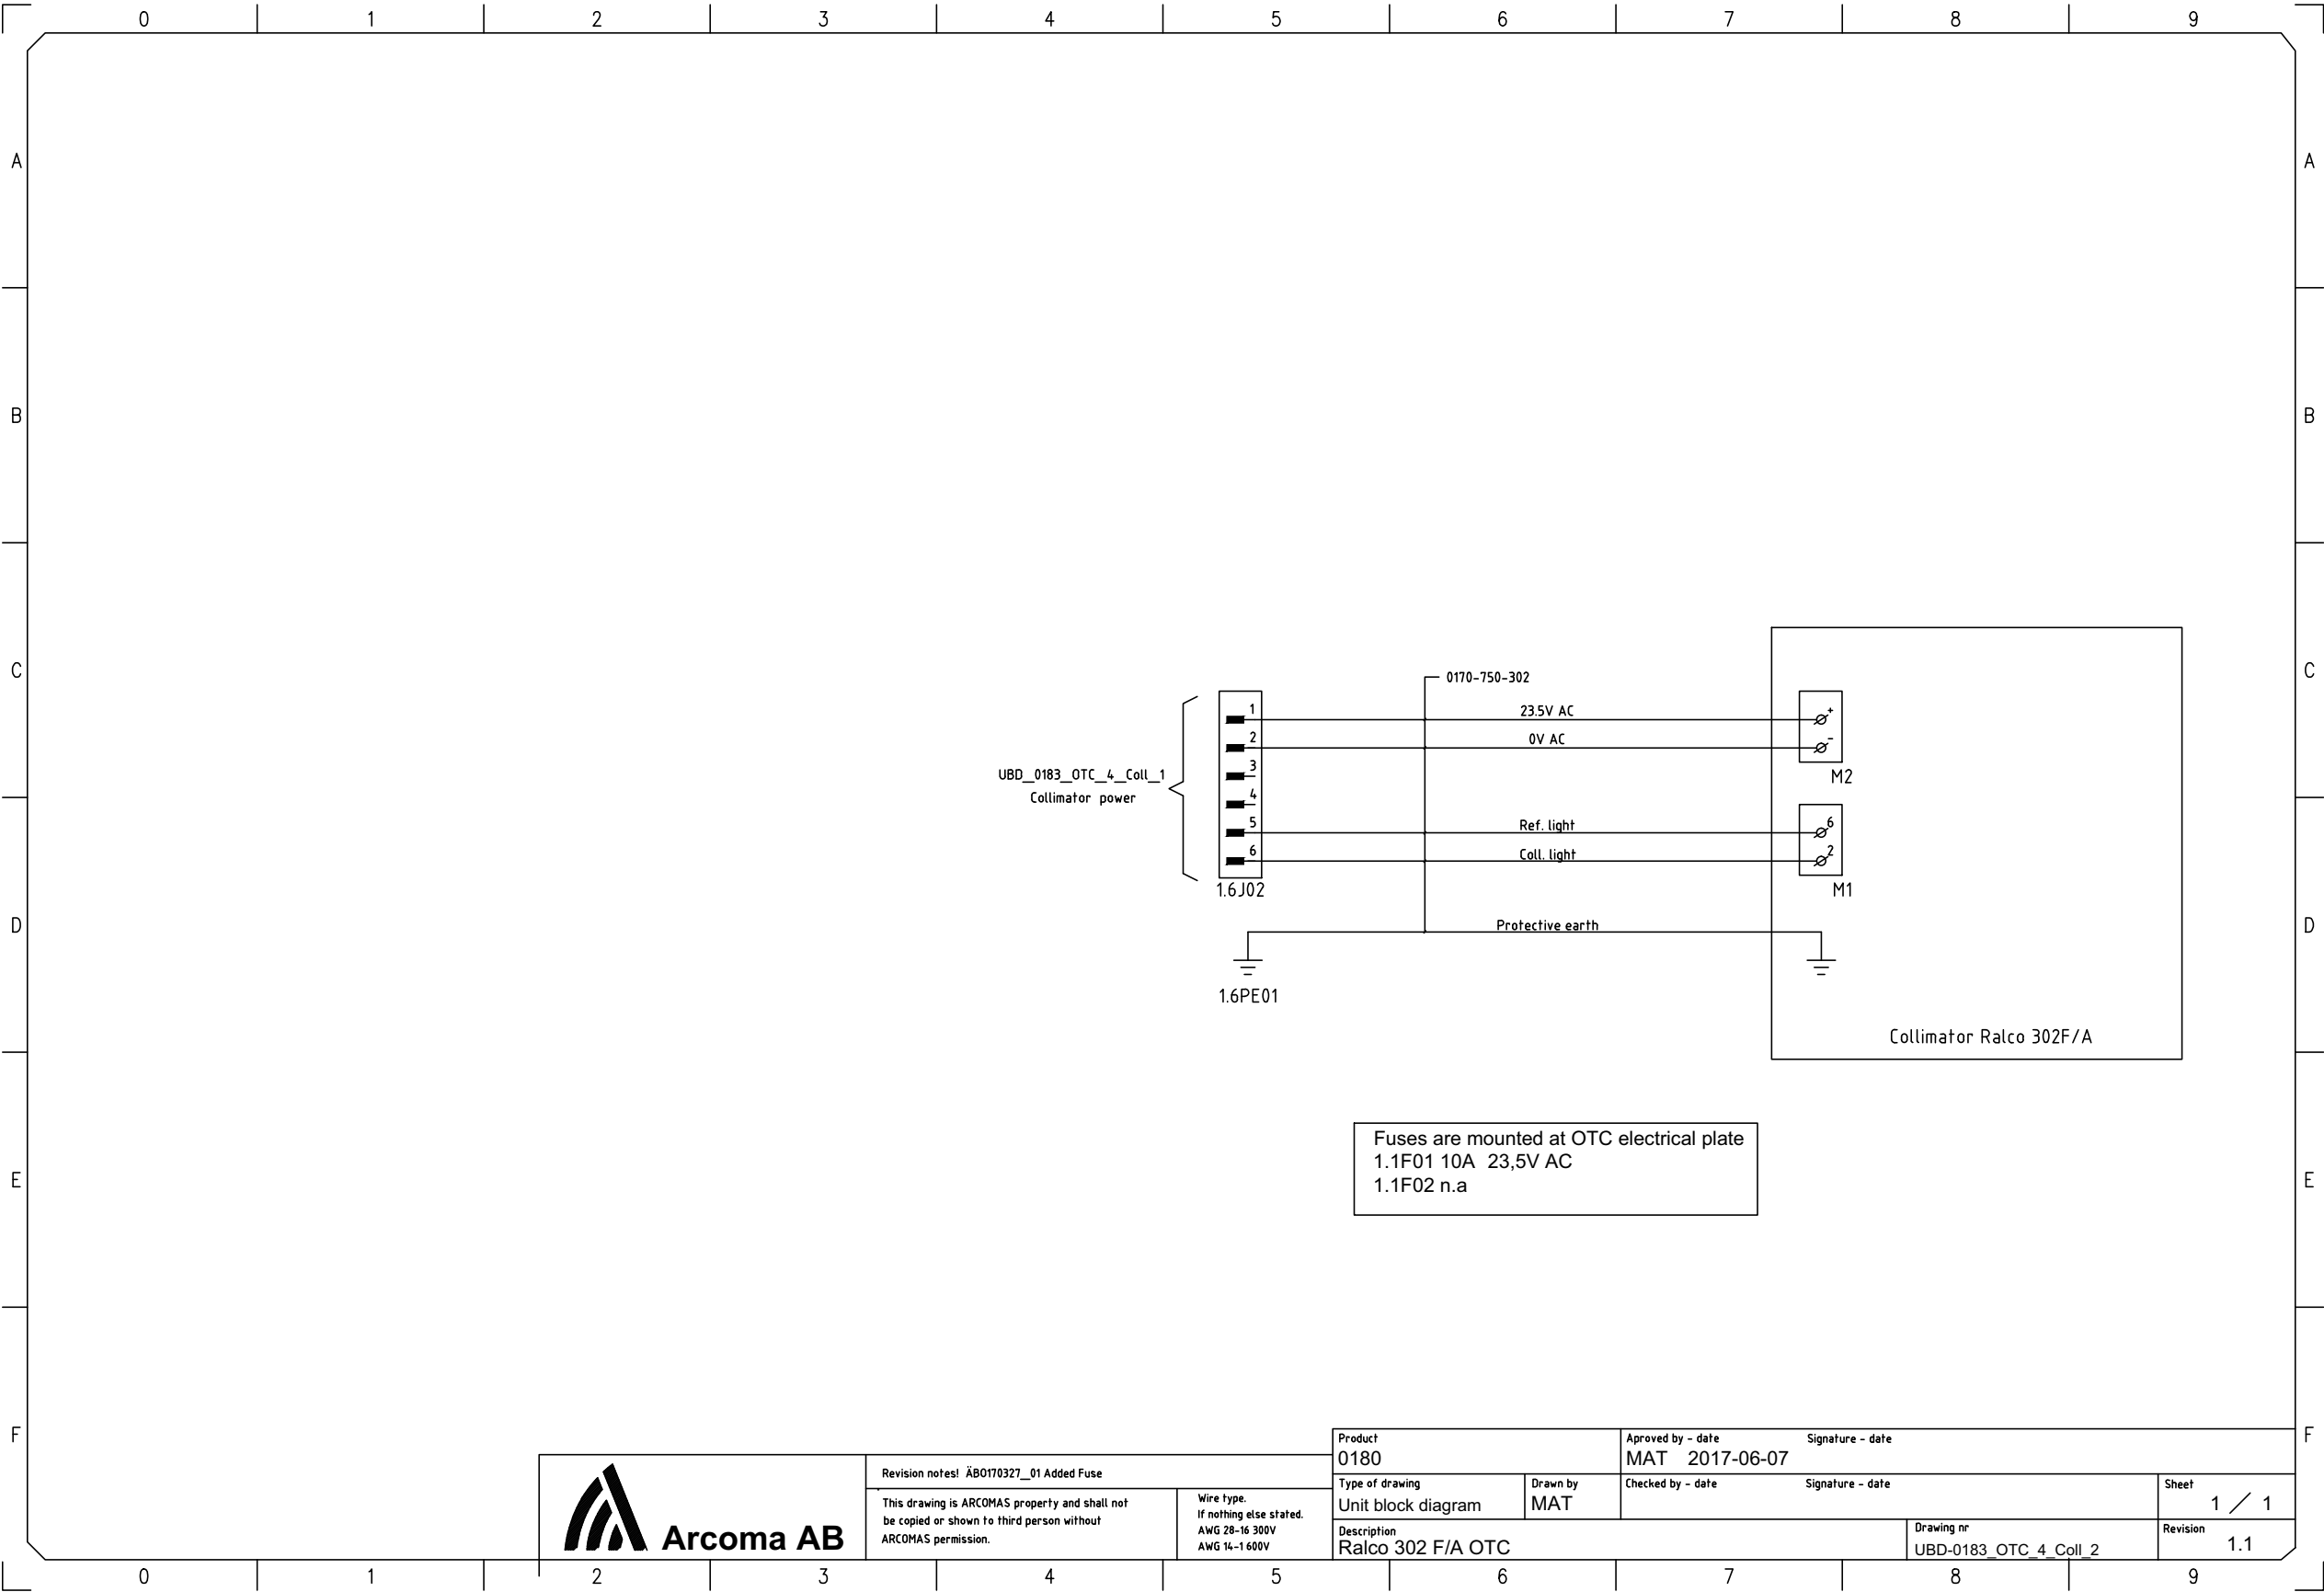 0 1 2 3 4 5 6 7 8 9
A A
B B
C C
0170-750-302
1 23.5V AC +
2 0V AC -
M2
3
UBD_0183_OTC_4_Coll_1
Collimator power
4
5 Ref. light 6
6 Coll. light 2
1.6J02 M1
D D
Protective earth
1.6PE01
Collimator Ralco 302F/A
Fuses are mounted at OTC electrical plate
1.1F01 10A 23,5V AC
1.1F02 n.a
E E
F F
Arcoma AB
Revision notes! ÄBO170327_01 Added Fuse
This drawing is ARCOMAS property and shall not
be copied or shown to third person without
ARCOMAS permission.
Wire type.
If nothing else stated.
AWG 28-16 300V
AWG 14-1 600V
Product
0180
Aproved by - date Signature - date
MAT 2017-06-07
Type of drawing
Unit block diagram
Drawn by
MAT
Checked by - date Signature - date
Sheet
1 / 1
Description
Ralco 302 F/A OTC
Drawing nr
UBD-0183_OTC_4_Coll_2
Revision
1.1
0 1 2 3 4 5 6 7 8 9